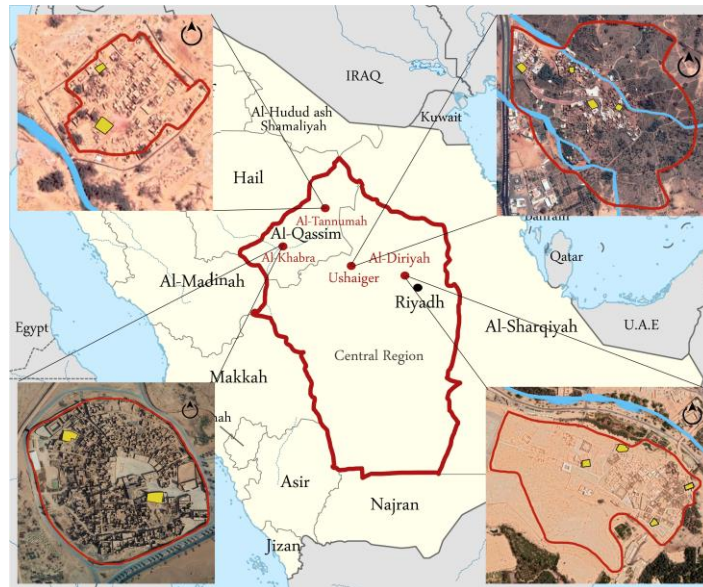 IRAQ
Al-Hudud ash
Shamaliyah
Kuwait
Hail
Al-Tannumah
Al-Qassim
Al-Khabra
Al-Diriyah
Ushaiger
Bahrain
Qatar
Al-Madinah
Riyadh
Egypt
Al-Sharqiyah
U.A.E
Central Region
Makkah
Asir
Najran
Jizan